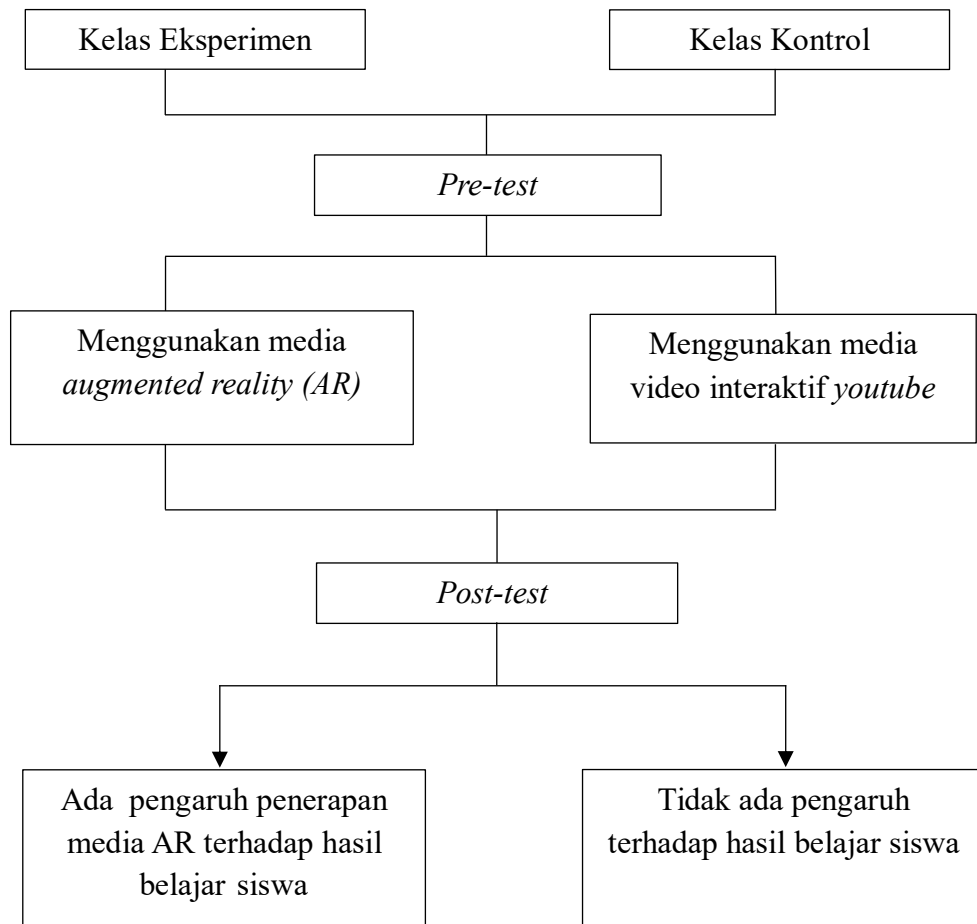 Kelas Eksperimen
Kelas Kontrol
Pre-test
Menggunakan media
augmented reality (AR)
Menggunakan media
video interaktif youtube
Post-test
Ada  pengaruh penerapan
media AR terhadap hasil
belajar siswa
Tidak ada pengaruh
terhadap hasil belajar siswa